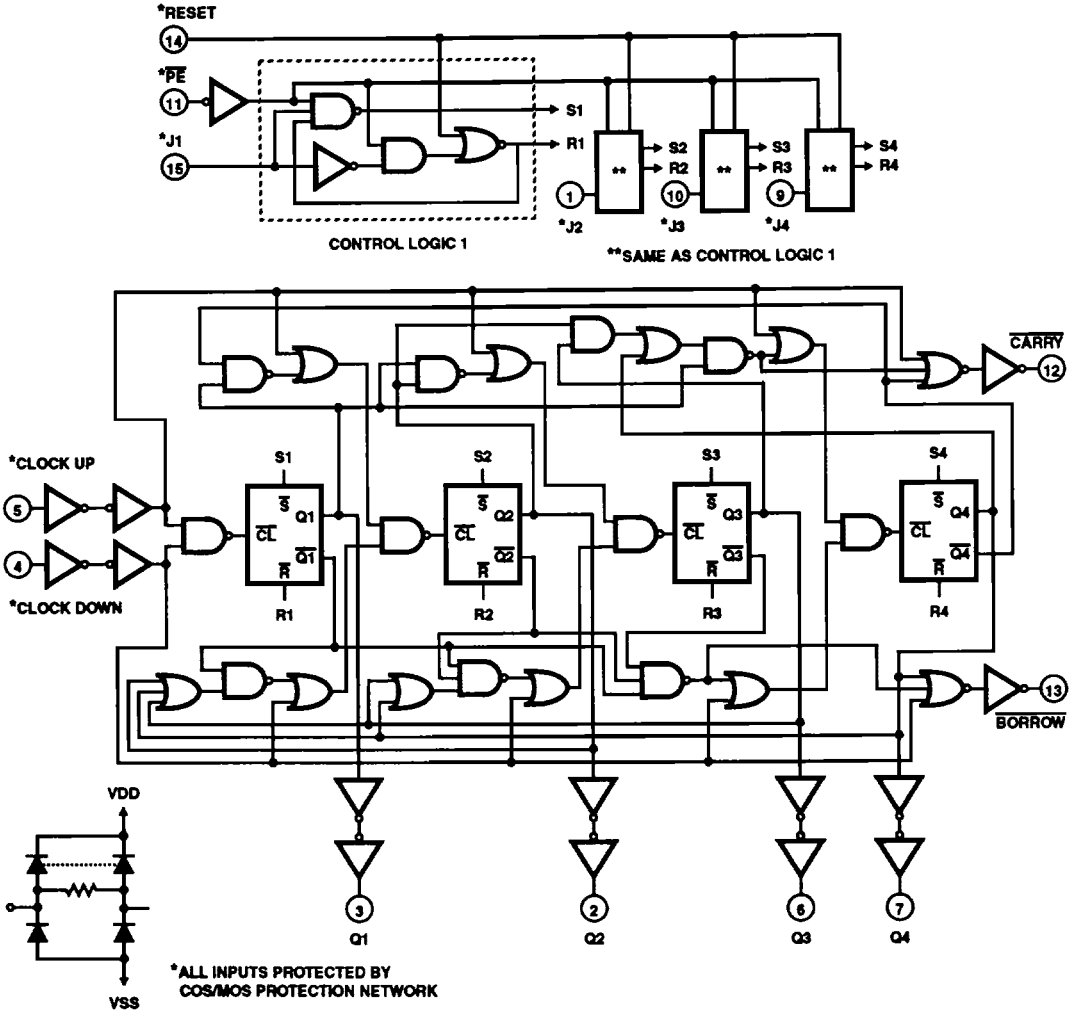 *RESET
14
*PE
11
*J1
15
S1
R1
CONTROL LOGIC 1
**
S2
R2
1
*J2
**
S3
R3
10
*J3
**
S4
R4
9
*J4
**SAME AS CONTROL LOGIC 1
CARRY
12
*CLOCK UP
5
4
*CLOCK DOWN
S1
S
Q1
CL
Q1
R
R1
S2
S
Q2
CL
Q2
R
R2
S3
S
Q3
CL
Q3
R
R3
S4
S
Q4
CL
Q4
R
R4
13
BORROW
3
Q1
2
Q2
6
Q3
7
Q4
VDD
VSS
*ALL INPUTS PROTECTED BY
COS/MOS PROTECTION NETWORK